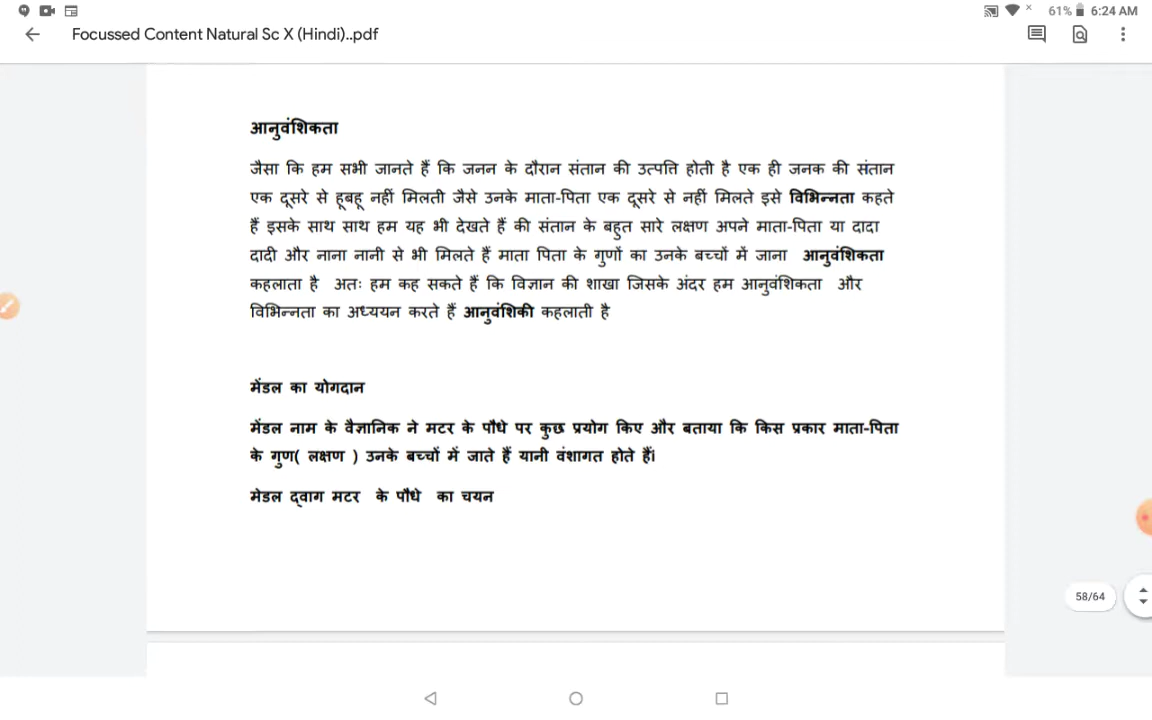 61% 6:24 AM
Focussed Content Natural Sc X (Hindi)..pdf
आनुवंशिकता
जैसा कि हम सभी जानते हैं कि जनन के दौरान संतान की उत्पत्ति होती है एक ही जनक की संतान
एक दूसरे से हूबहू नहीं मिलती जैसे उनके माता-पिता एक दूसरे से नहीं मिलते इसे विभिन्नता कहते
हैं इसके साथ साथ हम यह भी देखते हैं की संतान के बहुत सारे लक्षण अपने माता-पिता या दादा
दादी और नाना नानी से भी मिलते हैं माता पिता के गुणों का उनके बच्चों में जाना आनुवंशिकता
कहलाता है अतः हम कह सकते हैं कि विज्ञान की शाखा जिसके अंदर हम आनुवंशिकता और
विभिन्नता का अध्ययन करते हैं आनुवंशिकी कहलाती है
मेंडल का योगदान
मेंडल नाम के वैज्ञानिक ने मटर के पौधे पर कुछ प्रयोग किए और बताया कि किस प्रकार माता-पिता
के गुण( लक्षण ) उनके बच्चों में जाते हैं यानी वंशागत होते हैं।
मेडल द्वाग मटर के पौधे का चयन
58/64